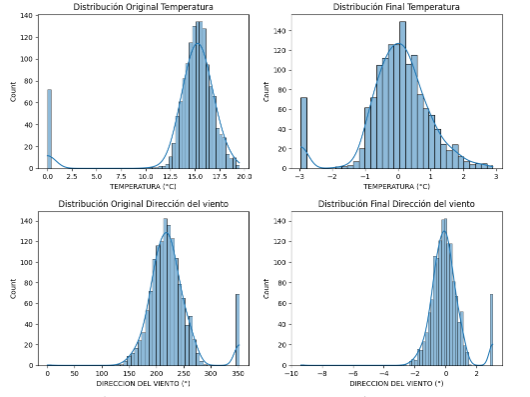 Distribución Original Temperatura
Distribución Final Temperatura
140
120
100
80
60
40
20
0
Count
0.0 2.5 5.0 7.5 10.0 12.5 15.0 17.5 20.0
TEMPERATURA (°C)
140
120
100
80
60
40
20
0
Count
−3 −2 −1 0 1 2 3
TEMPERATURA (°C)
Distribución Original Dirección del viento
Distribución Final Dirección del viento
140
120
100
80
60
40
20
0
Count
0 50 100 150 200 250 300 350
DIRECCION DEL VIENTO (°)
140
120
100
80
60
40
20
0
Count
−10 −8 −6 −4 −2 0 2
DIRECCION DEL VIENTO (°)